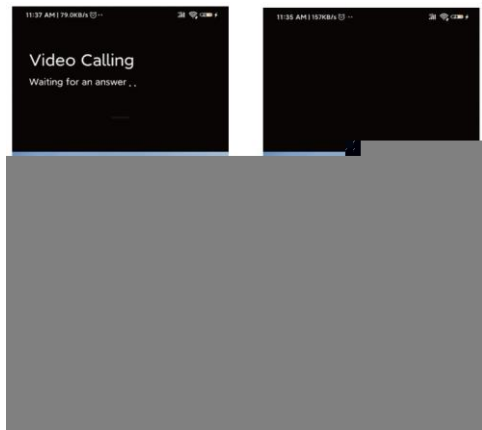 11:37 AM | 79.0KB/s
Video Calling
Waiting for an answer . .
11:35 AM | 157KB/s